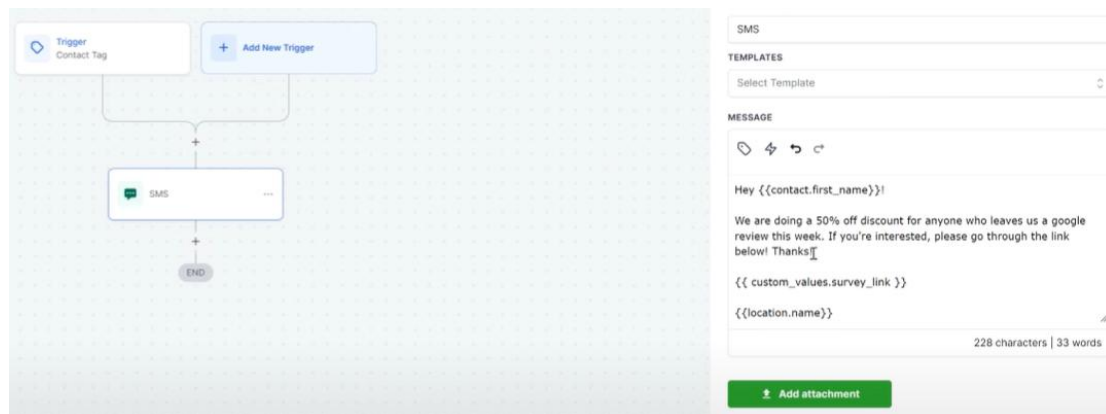 Trigger
Contact Tag
Add New Trigger
SMS
END
SMS
TEMPLATES
Select Template
MESSAGE
Hey {{contact.first_name}}!
We are doing a 50% off discount for anyone who leaves us a google
review this week. If you're interested, please go through the link
below! Thanks!
{{ custom_values.survey_link }}
{{location.name}}
228 characters | 33 words
Add attachment